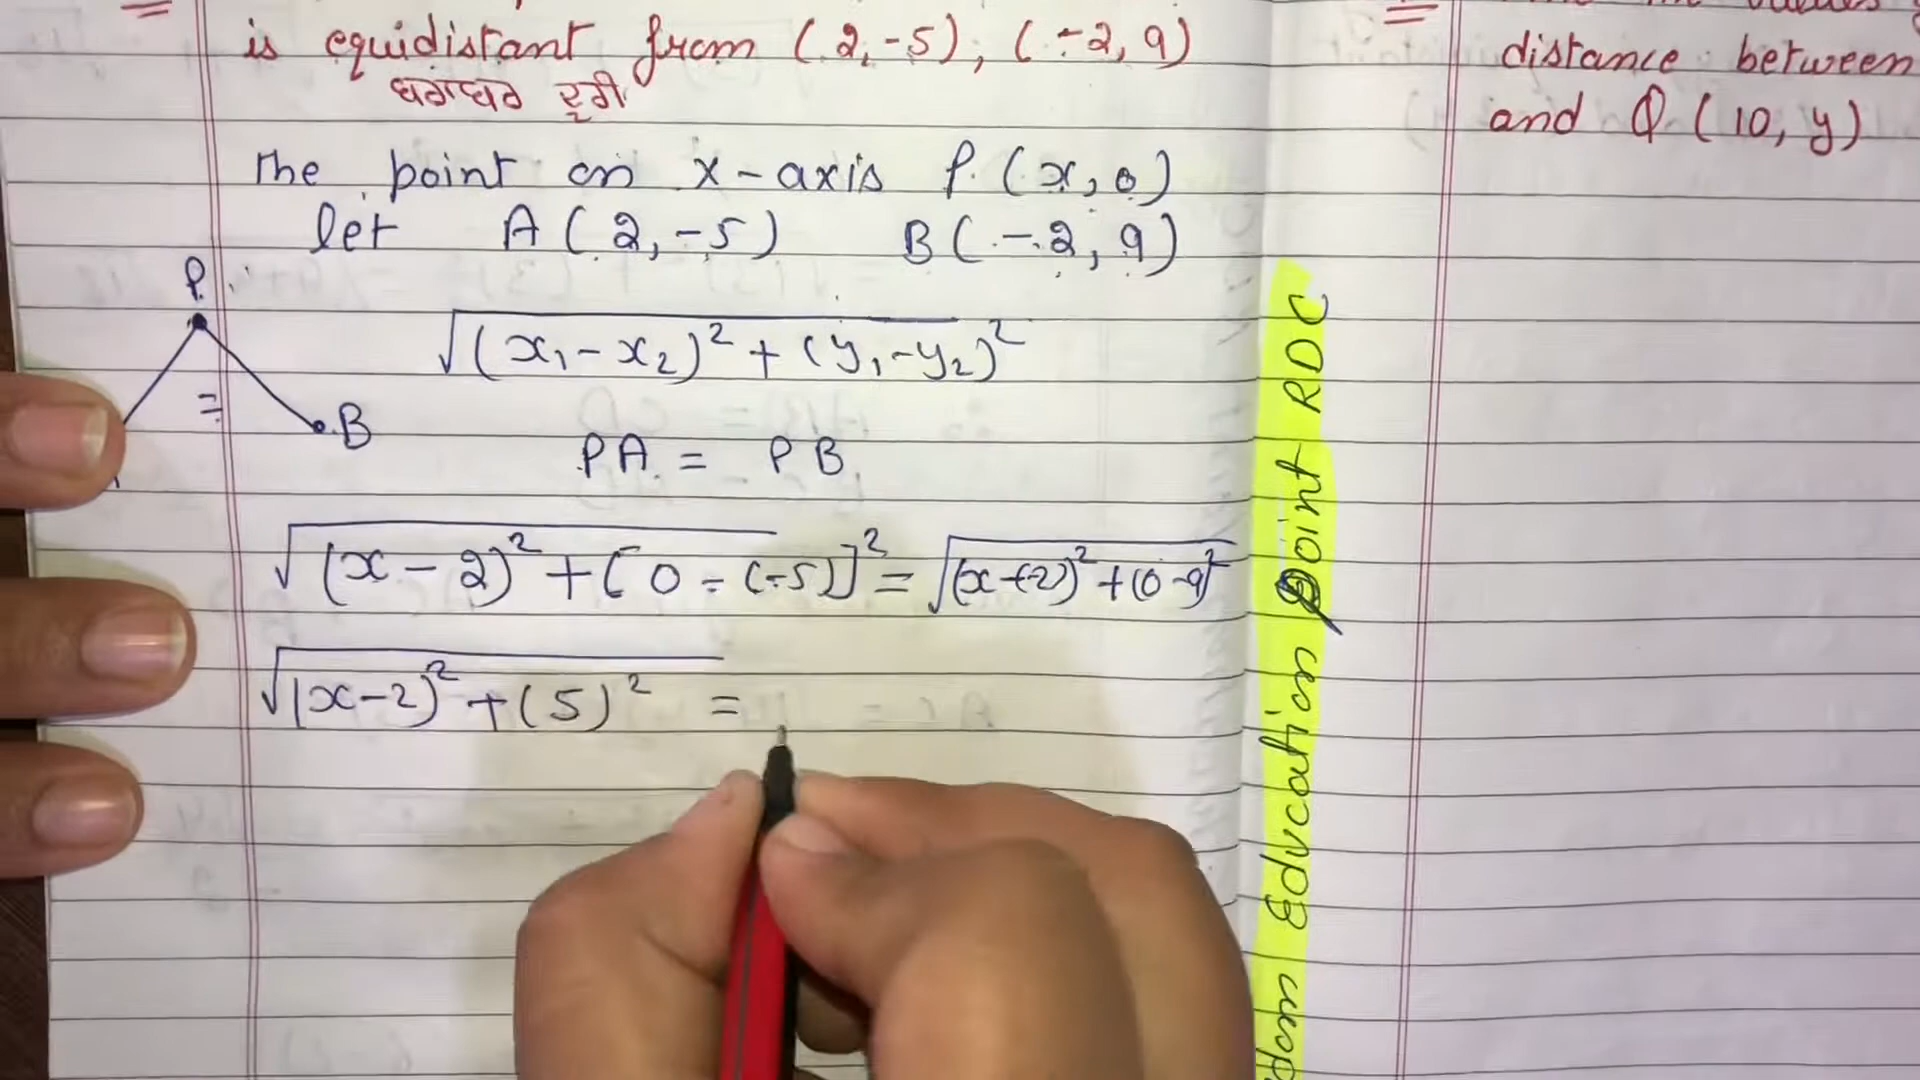 is equidistant from (2,-5), (-2, 9)
ਬਰਾਬਰ ਦੂਰੀ
The point on x-axis P(x, 0)
let A(2, -5) B(-2, 9)
P
√(x₁-x₂)² + (y₁-y₂)²
=
B
PA = PB
√(x-2)² + [0-(-5)]² = √(x-(-2))² + (0-9)²
√(x-2)² + (5)² =
distance between
and Q(10, y)
Education Point RDC